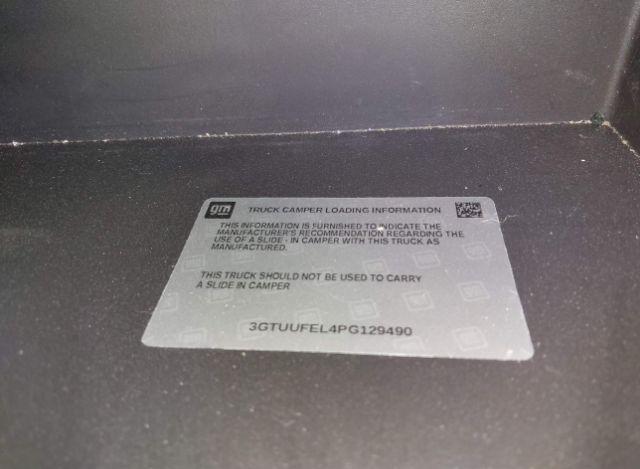 gm TRUCK CAMPER LOADING INFORMATION
THIS INFORMATION IS FURNISHED TO INDICATE THE
MANUFACTURER'S RECOMMENDATION REGARDING THE
USE OF A SLIDE - IN CAMPER WITH THIS TRUCK AS
MANUFACTURED.
THIS TRUCK SHOULD NOT BE USED TO CARRY
A SLIDE IN CAMPER
3GTUUFEL4PG129490